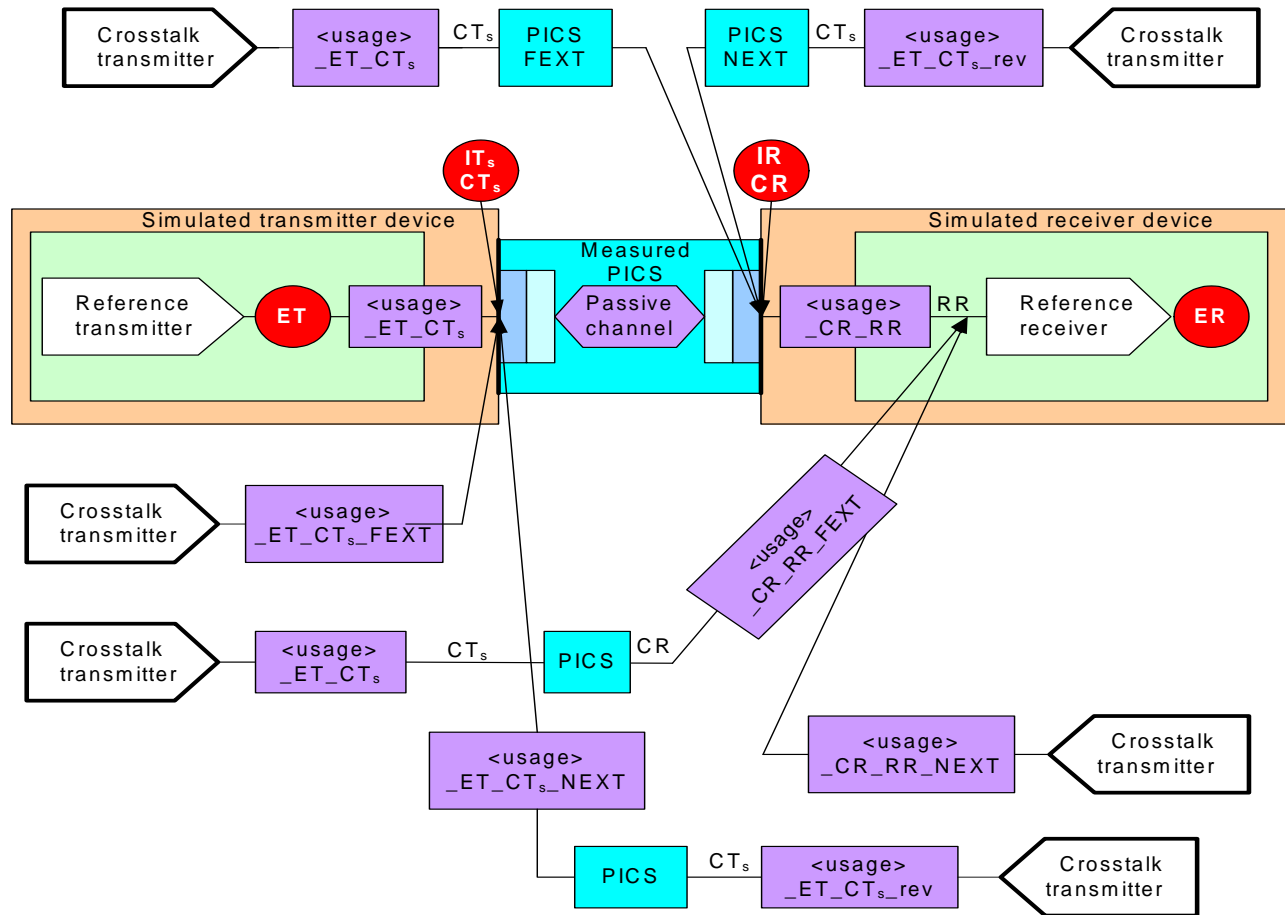 Crosstalk
transmitter
<usage>
_ET_CTₛ
CTₛ
PICS
FEXT
PICS
NEXT
CTₛ
<usage>
_ET_CTₛ_rev
Crosstalk
transmitter
ITₛ
CTₛ
IR
CR
Simulated transmitter device
Simulated receiver device
Measured
PICS
Reference
transmitter
ET
<usage>
_ET_CTₛ
Passive
channel
<usage>
_CR_RR
RR
Reference
receiver
ER
Crosstalk
transmitter
<usage>
_ET_CTₛ_FEXT
<usage>
_CR_RR_FEXT
Crosstalk
transmitter
<usage>
_ET_CTₛ
CTₛ
PICS
CR
<usage>
_ET_CTₛ_NEXT
<usage>
_CR_RR_NEXT
Crosstalk
transmitter
PICS
CTₛ
<usage>
_ET_CTₛ_rev
Crosstalk
transmitter